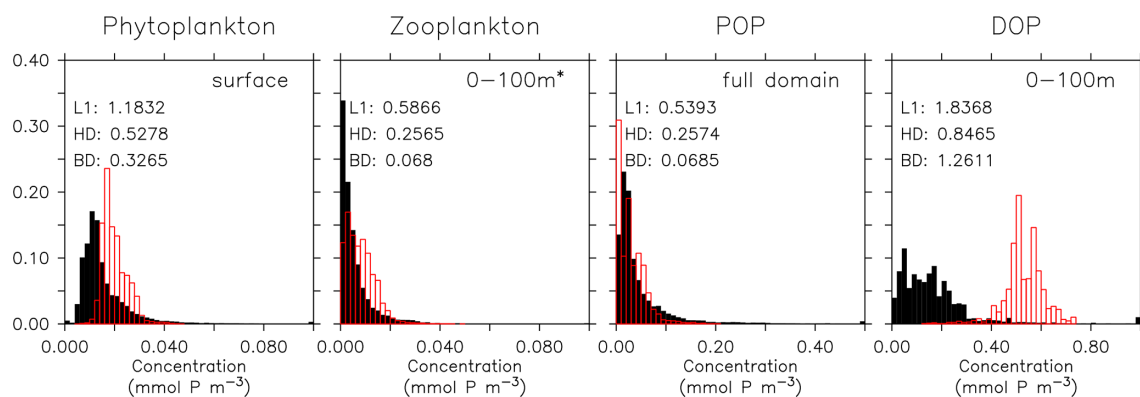 Phytoplankton
Zooplankton
POP
DOP
0.40
0.30
0.20
0.10
0.00
surface
L1: 1.1832
HD: 0.5278
BD: 0.3265
0.000
0.040
0.080
Concentration
(mmol P m⁻³)
0−100m*
L1: 0.5866
HD: 0.2565
BD: 0.068
0.000
0.040
0.080
Concentration
(mmol P m⁻³)
full domain
L1: 0.5393
HD: 0.2574
BD: 0.0685
0.00
0.20
0.40
Concentration
(mmol P m⁻³)
0−100m
L1: 1.8368
HD: 0.8465
BD: 1.2611
0.00
0.40
0.80
Concentration
(mmol P m⁻³)